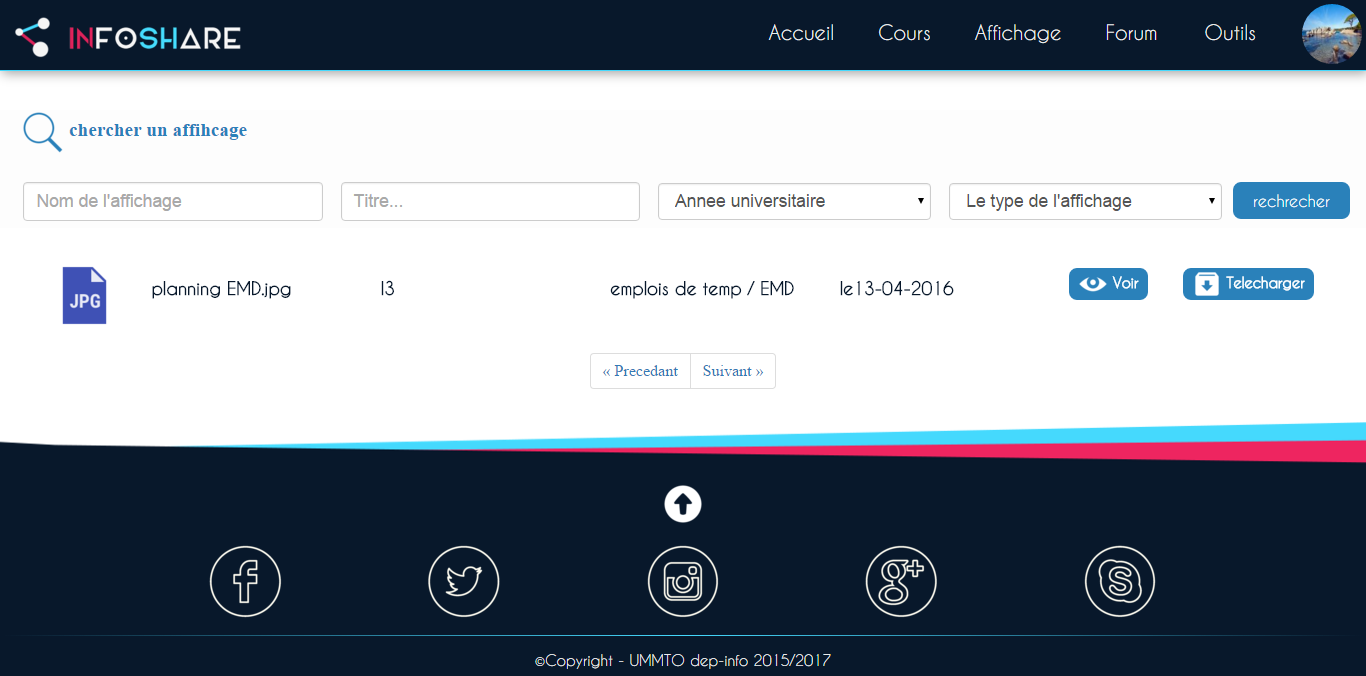 INFOSHARE
Accueil Cours Affichage Forum Outils
chercher un affihcage
Nom de l'affichage Titre... Annee universitaire Le type de l'affichage rechrecher
JPG planning EMD.jpg l3 emplois de temp / EMD le13-04-2016 Voir Telecharger
« Precedant Suivant »
©Copyright - UMMTO dep-info 2015/2017